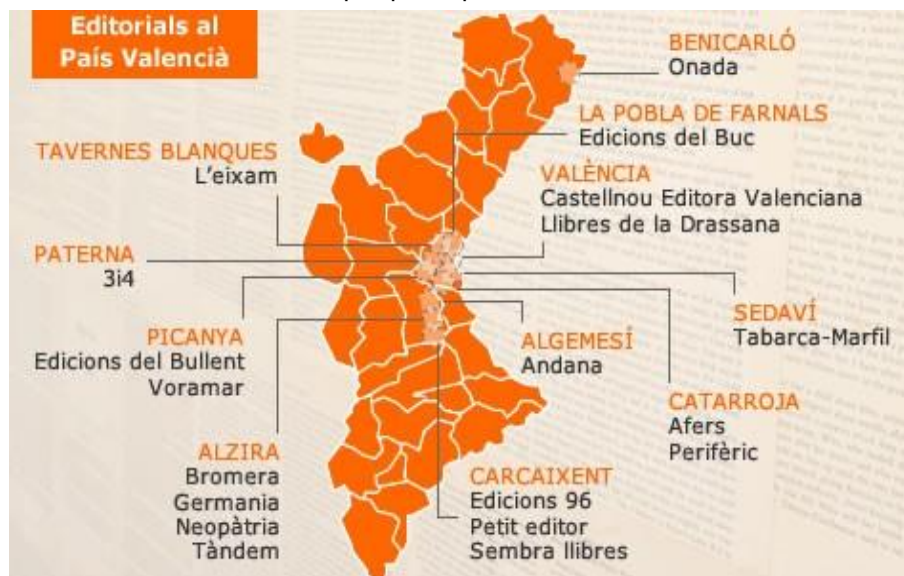 Editorials al
País Valencià
BENICARLÓ
Onada
LA POBLA DE FARNALS
Edicions del Buc
TAVERNES BLANQUES
L'eixam
VALÈNCIA
Castellnou Editora Valenciana
Llibres de la Drassana
PATERNA
3i4
SEDAVÍ
Tabarca-Marfil
PICANYA
Edicions del Bullent
Voramar
ALGEMESÍ
Andana
CATARROJA
Afers
Perifèric
ALZIRA
Bromera
Germania
Neopàtria
Tàndem
CARCAIXENT
Edicions 96
Petit editor
Sembra llibres